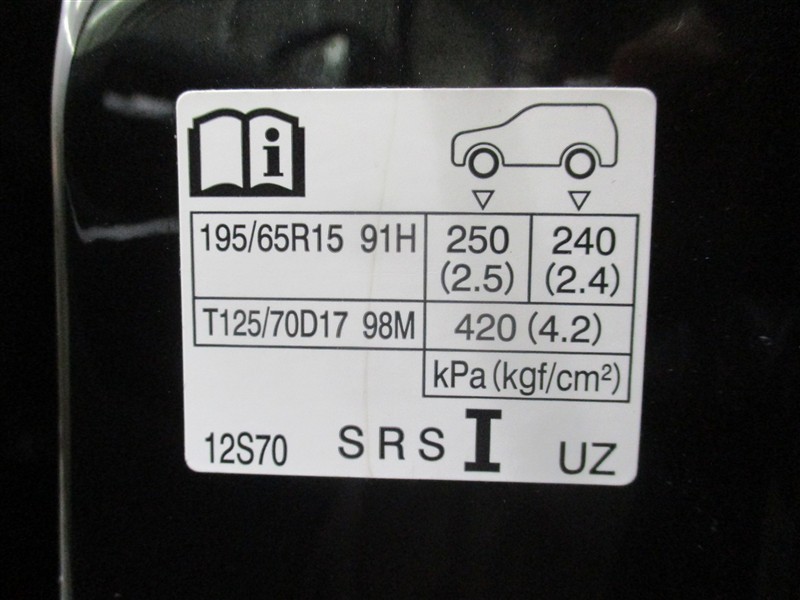 i
195/65R15 91H 250 (2.5) 240 (2.4)
T125/70D17 98M 420 (4.2)
kPa (kgf/cm²)
12S70 SRS I UZ